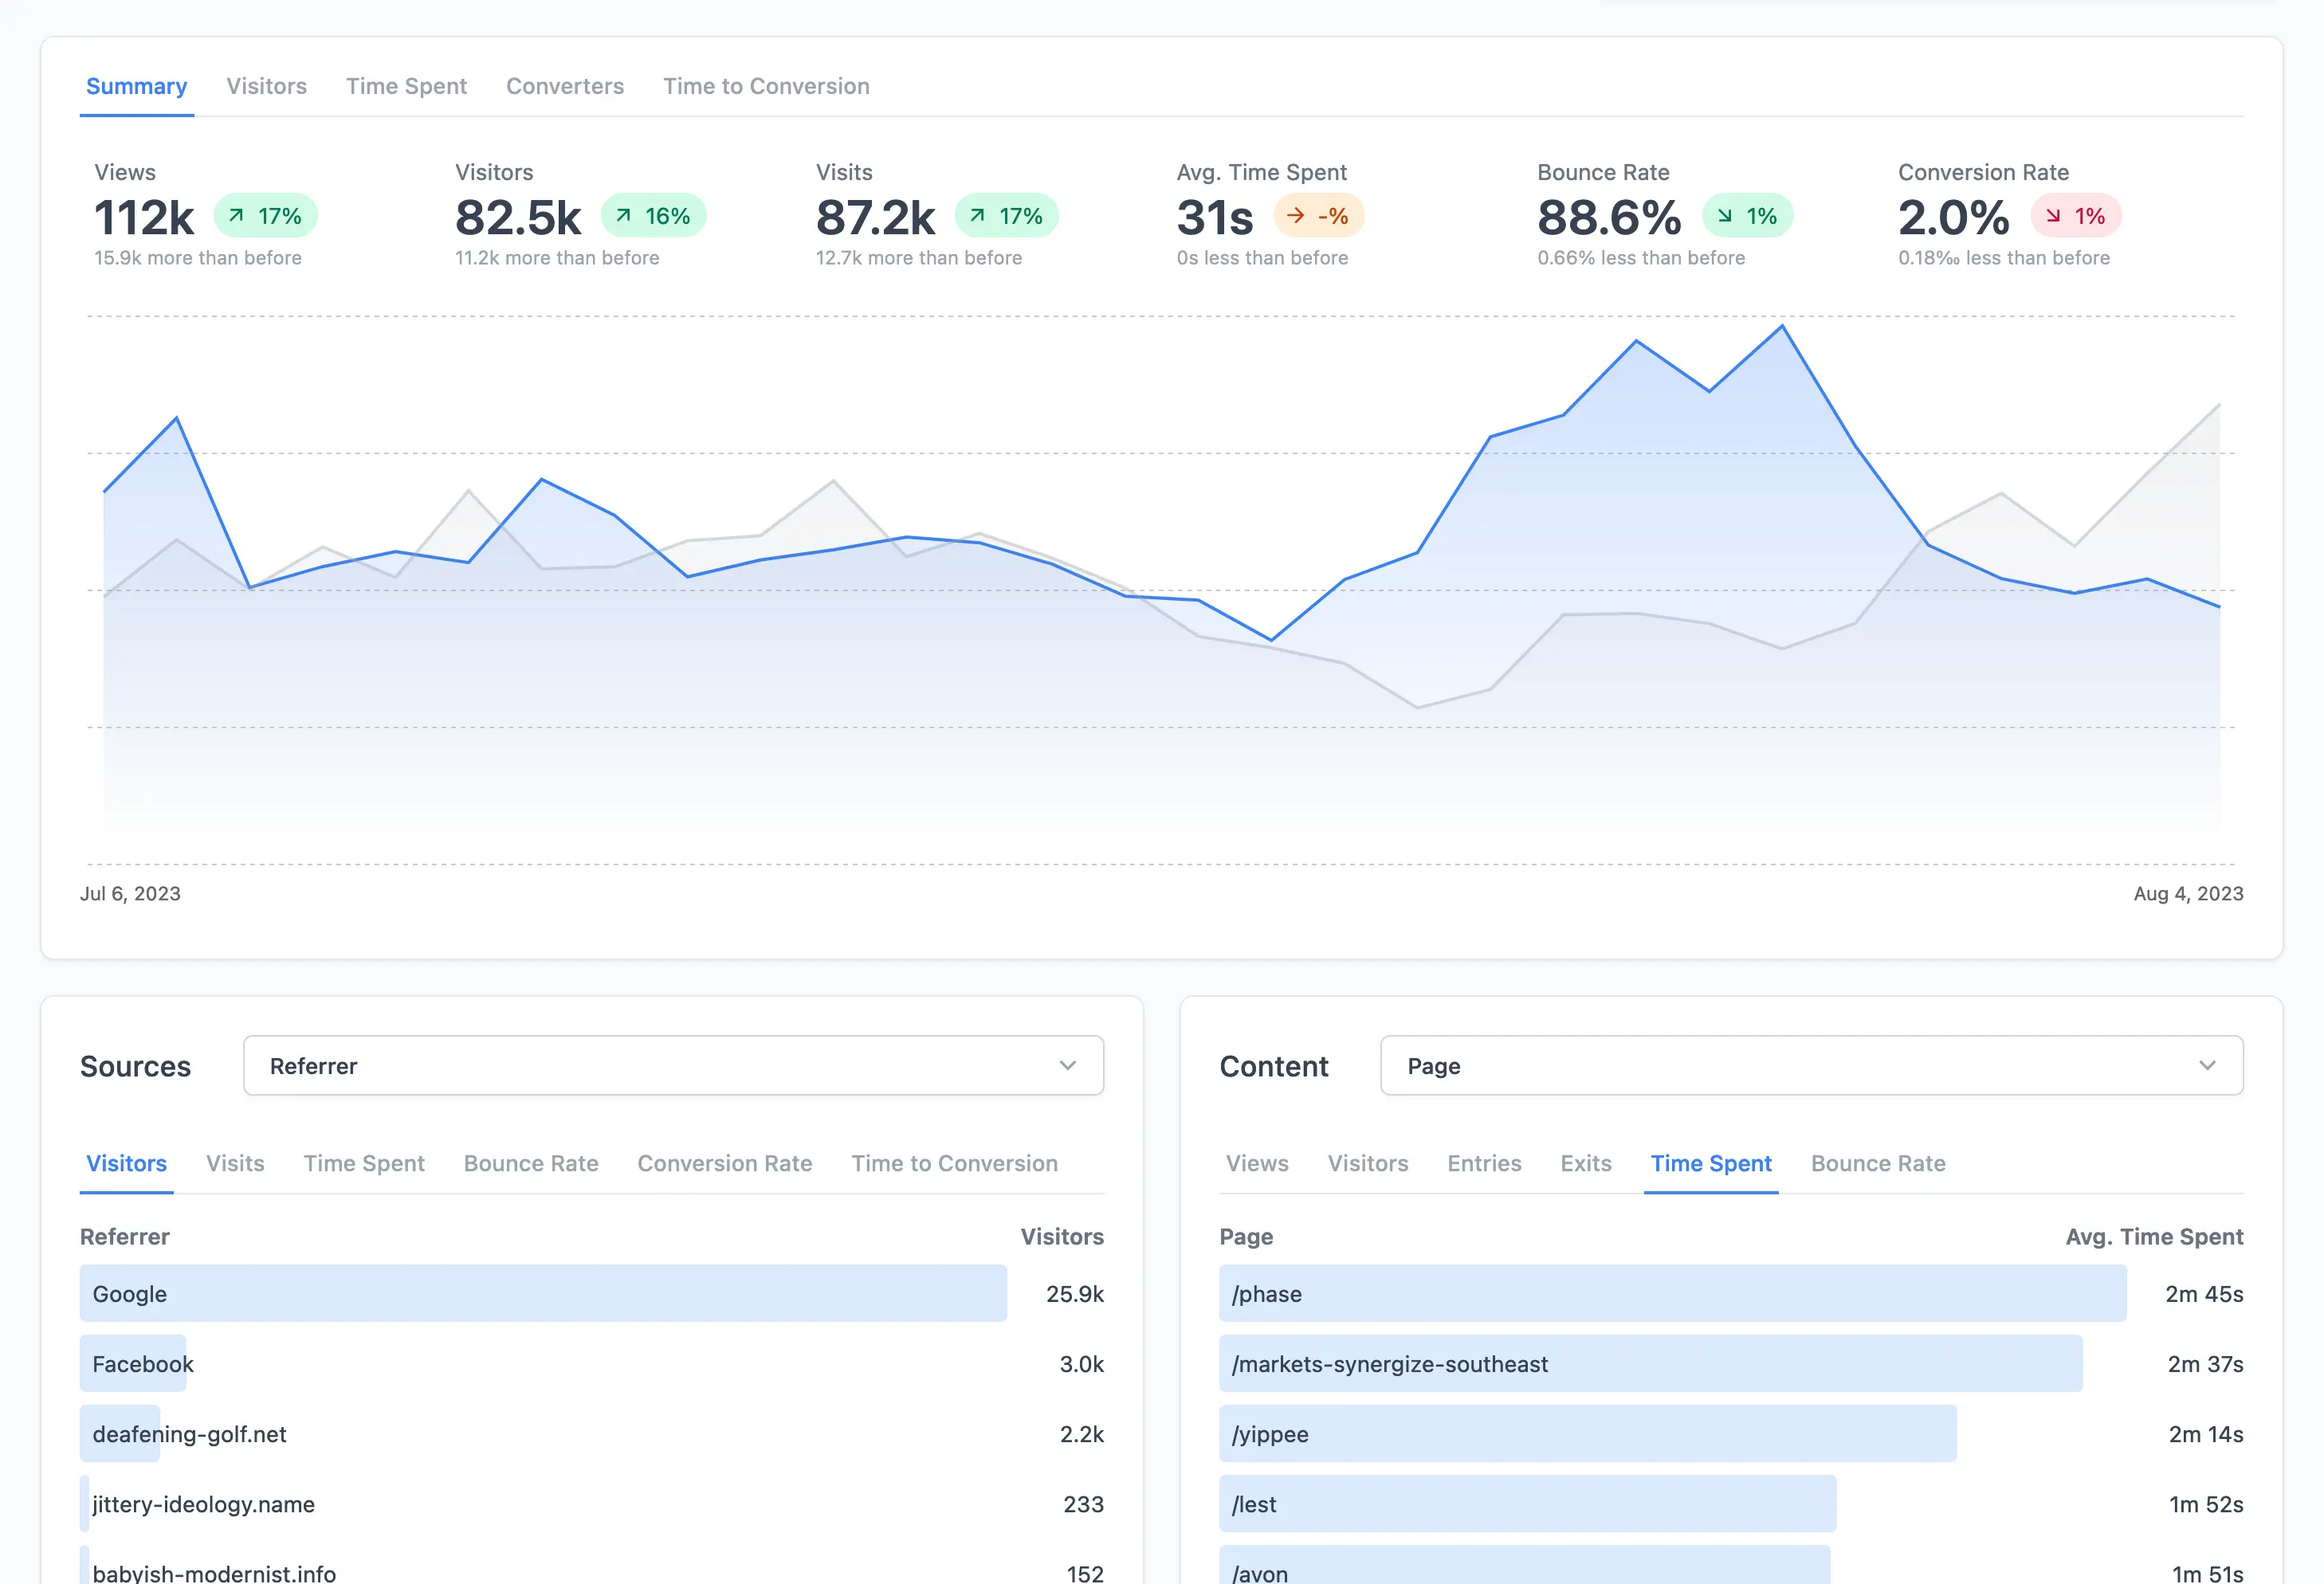 Summary Visitors Time Spent Converters Time to Conversion
Views Visitors Visits Avg. Time Spent Bounce Rate Conversion Rate
112k 17% 82.5k 16% 87.2k 17% 31s -% 88.6% 1% 2.0% 1%
15.9k more than before 11.2k more than before 12.7k more than before 0s less than before 0.66% less than before 0.18‰ less than before
Jul 6, 2023 Aug 4, 2023
Sources Referrer
Visitors Visits Time Spent Bounce Rate Conversion Rate Time to Conversion
Referrer Visitors
Google 25.9k
Facebook 3.0k
deafening-golf.net 2.2k
jittery-ideology.name 233
babyish-modernist.info 152
Content Page
Views Visitors Entries Exits Time Spent Bounce Rate
Page Avg. Time Spent
/phase 2m 45s
/markets-synergize-southeast 2m 37s
/yippee 2m 14s
/lest 1m 52s
/avon 1m 51s